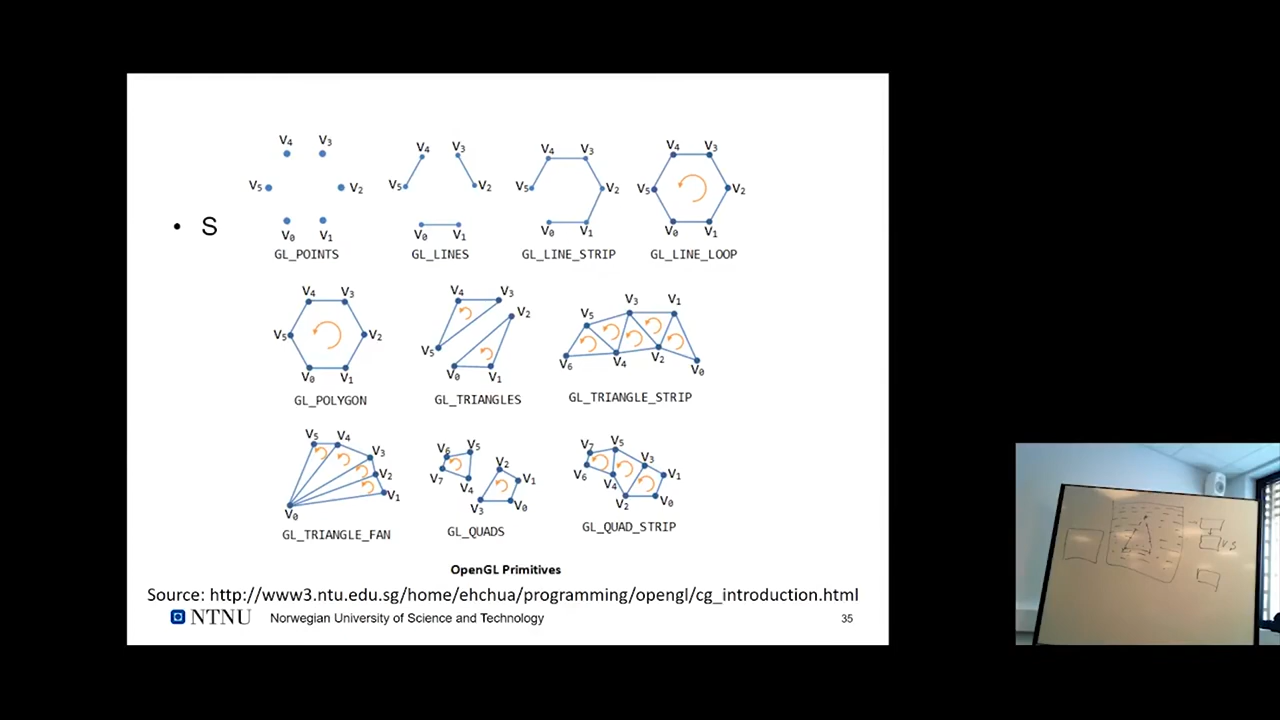 V4 V3 V4 V3 V4 V3 V4 V3
V5 V2 V5 V2 V5 V2 V5 V2
• S
V0 V1 V0 V1 V0 V1 V0 V1
GL_POINTS GL_LINES GL_LINE_STRIP GL_LINE_LOOP
V4 V3 V4 V3 V3 V1
V2 V5
V5 V2 V5 V6 V4 V2 V0
V0 V1 V0 V1
GL_POLYGON GL_TRIANGLES GL_TRIANGLE_STRIP
V5 V4 V6 V5 V7 V5
V3 V2 V3
V2 V7 V1 V6 V1
V1 V4 V4
V0 V3 V0 V2 V0
GL_TRIANGLE_FAN GL_QUADS GL_QUAD_STRIP
OpenGL Primitives
Source: http://www3.ntu.edu.sg/home/ehchua/programming/opengl/cg_introduction.html
NTNU Norwegian University of Science and Technology 35
VS